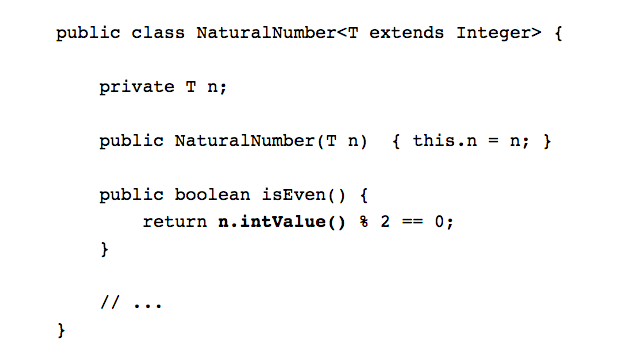 public class NaturalNumber<T extends Integer> {
private T n;
public NaturalNumber(T n) { this.n = n; }
public boolean isEven() {
return n.intValue() % 2 == 0;
}
// ...
}